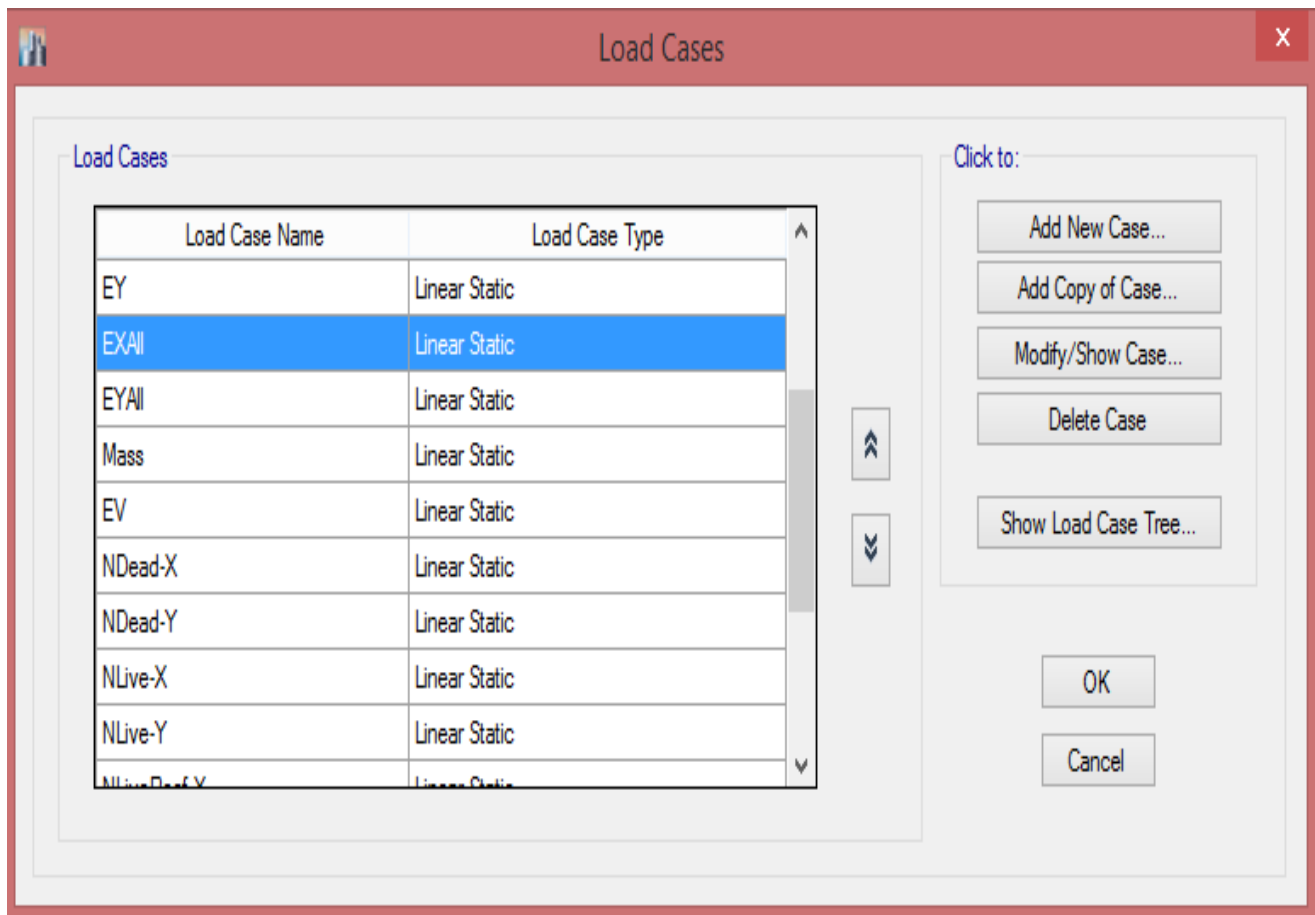 Load Cases
x
Load Cases
Click to:
Load Case Name Load Case Type
EY Linear Static
EXAll Linear Static
EYAll Linear Static
Mass Linear Static
EV Linear Static
NDead-X Linear Static
NDead-Y Linear Static
NLive-X Linear Static
NLive-Y Linear Static
Linear Static
Add New Case...
Add Copy of Case...
Modify/Show Case...
Delete Case
Show Load Case Tree...
OK
Cancel